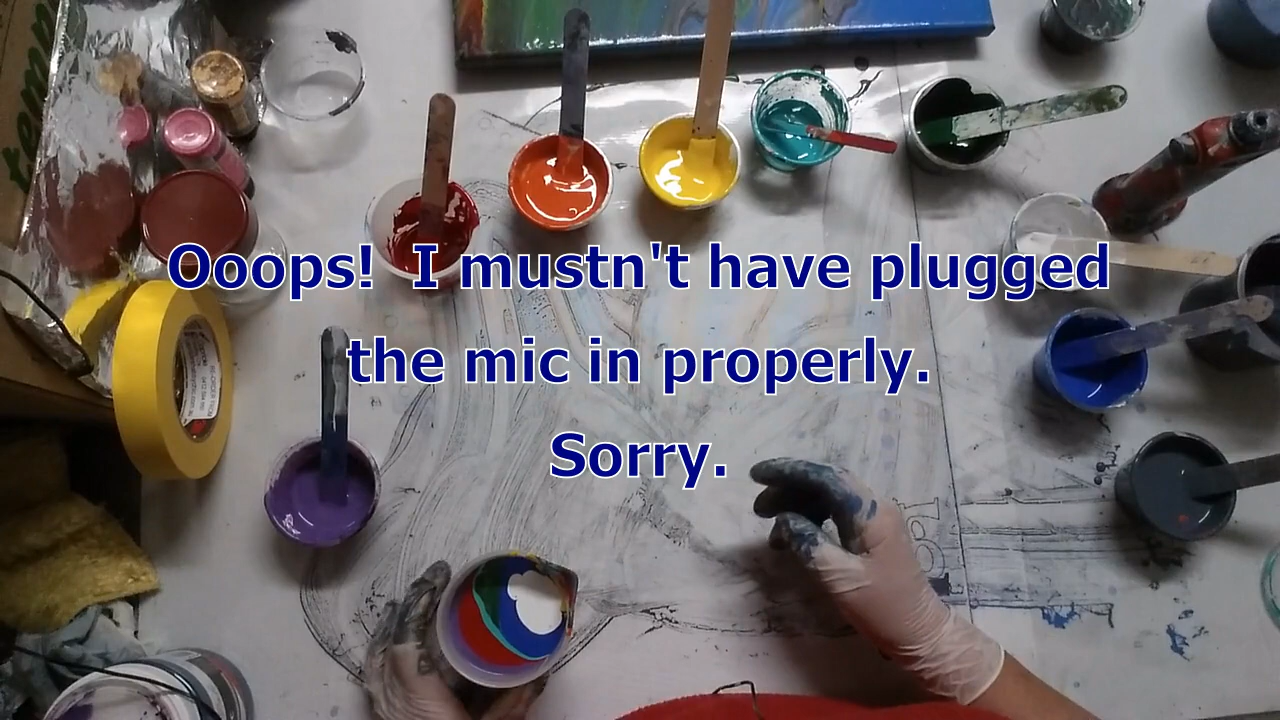 Ooops!  I mustn't have plugged
the mic in properly.
Sorry.